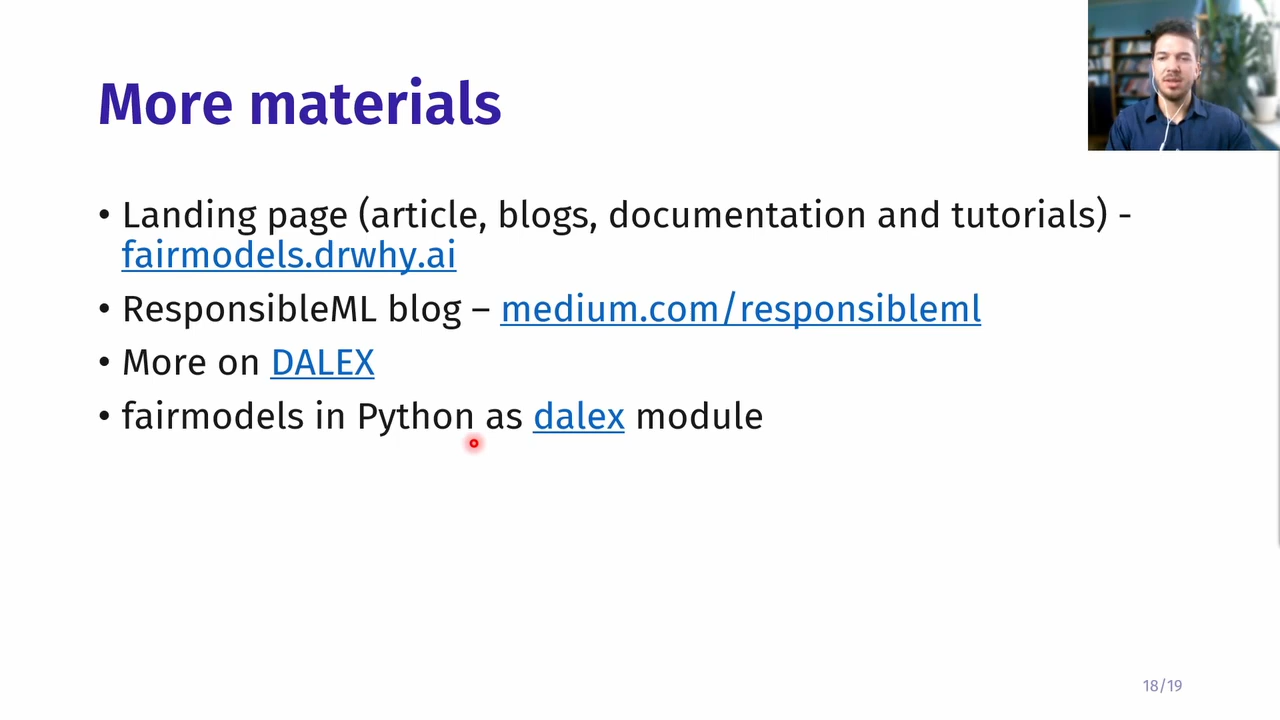 More materials
• Landing page (article, blogs, documentation and tutorials) -
fairmodels.drwhy.ai
• ResponsibleML blog – medium.com/responsibleml
• More on DALEX
• fairmodels in Python as dalex module
18/19